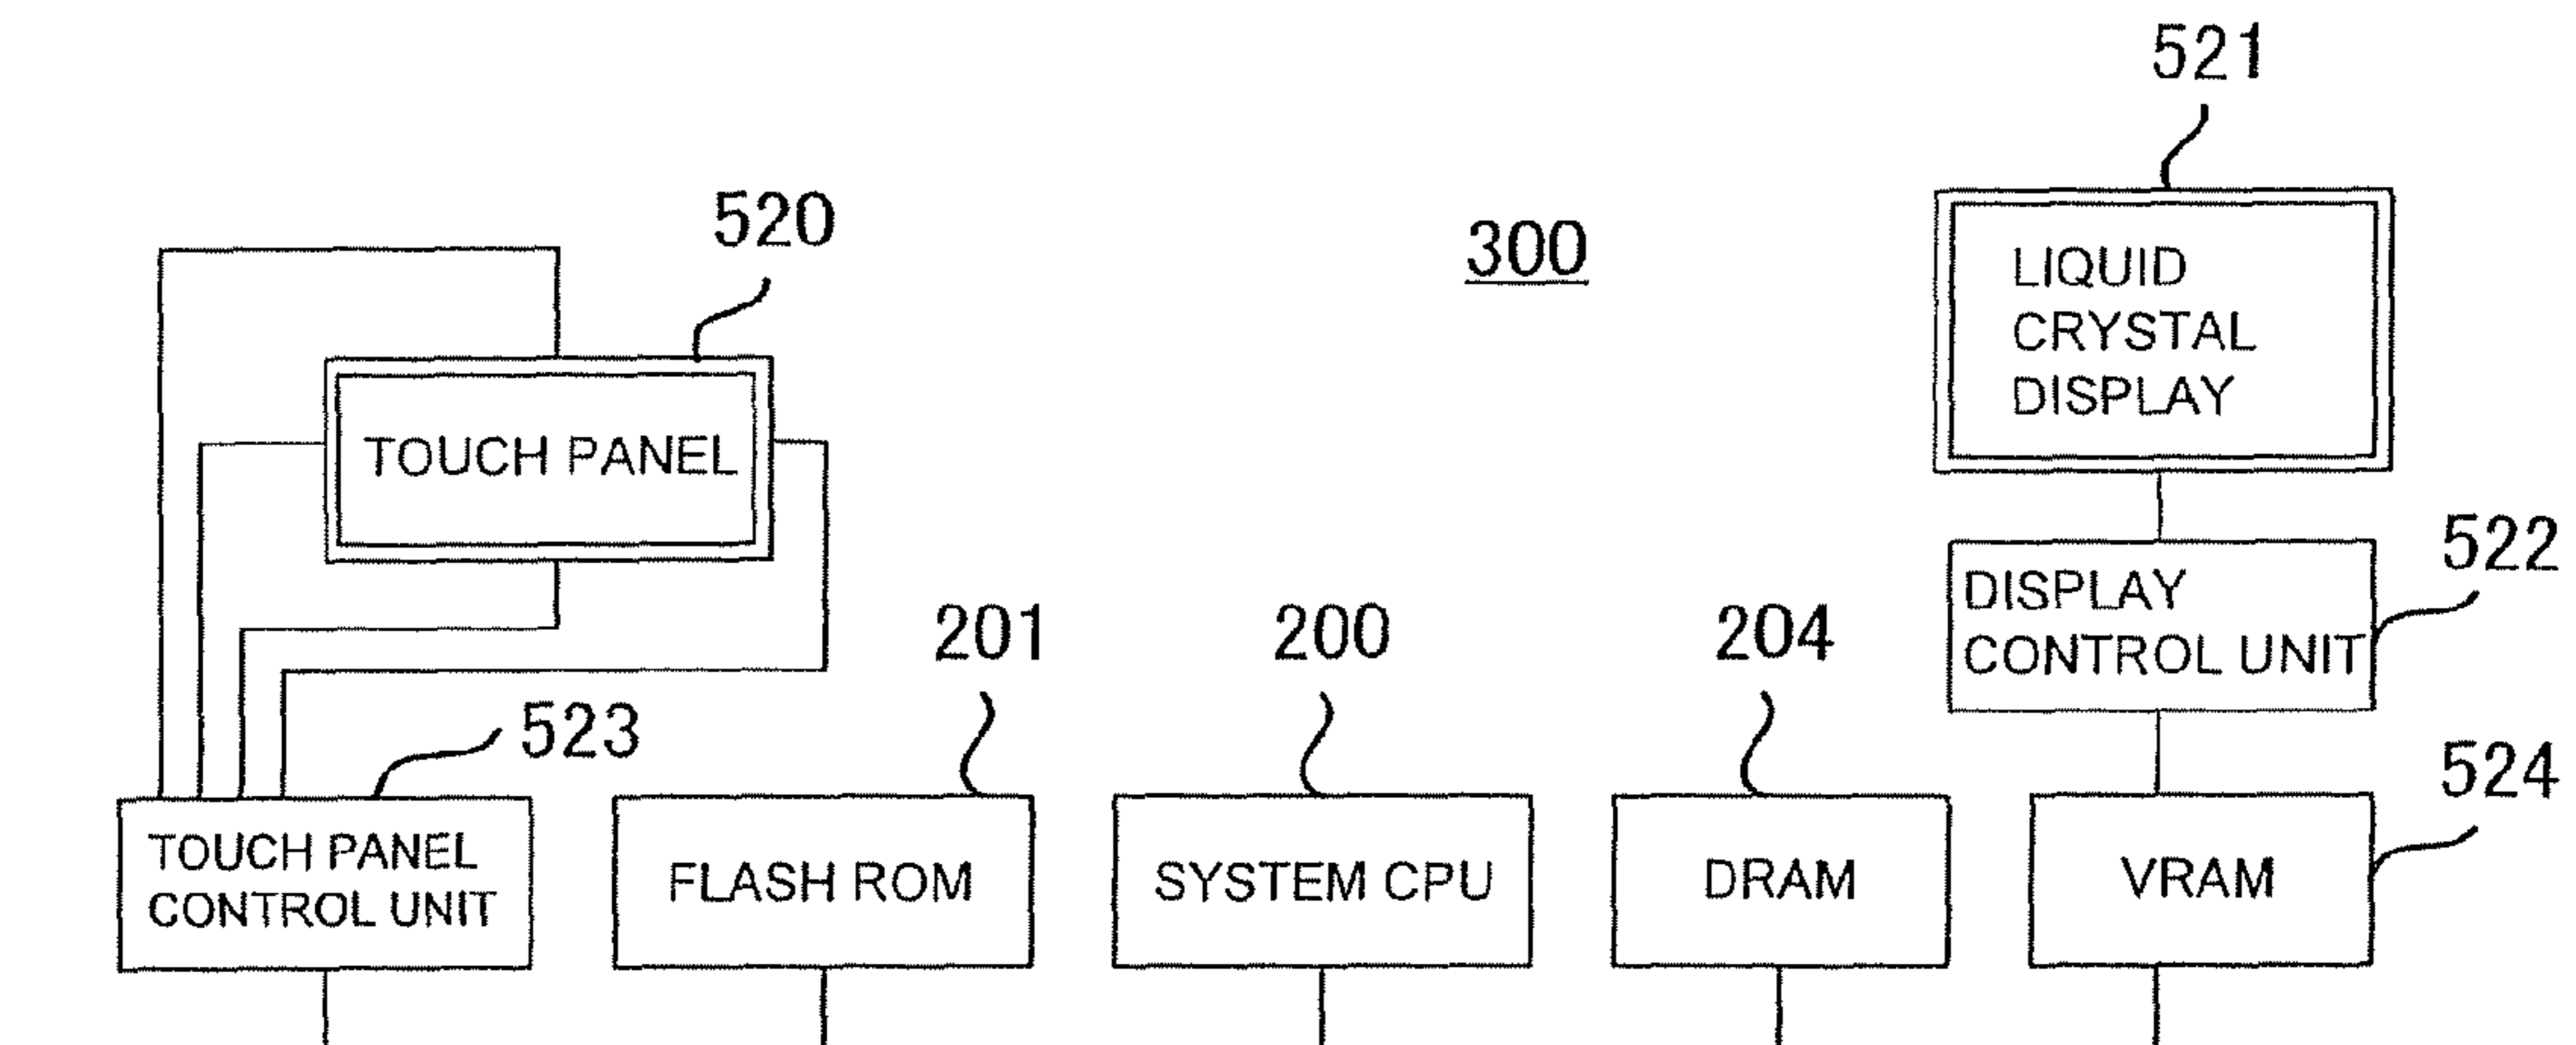 521
520
300
LIQUID
CRYSTAL
DISPLAY
TOUCH PANEL
522
DISPLAY
CONTROL UNIT
201
200
204
523
524
TOUCH PANEL
CONTROL UNIT
FLASH ROM
SYSTEM CPU
DRAM
VRAM